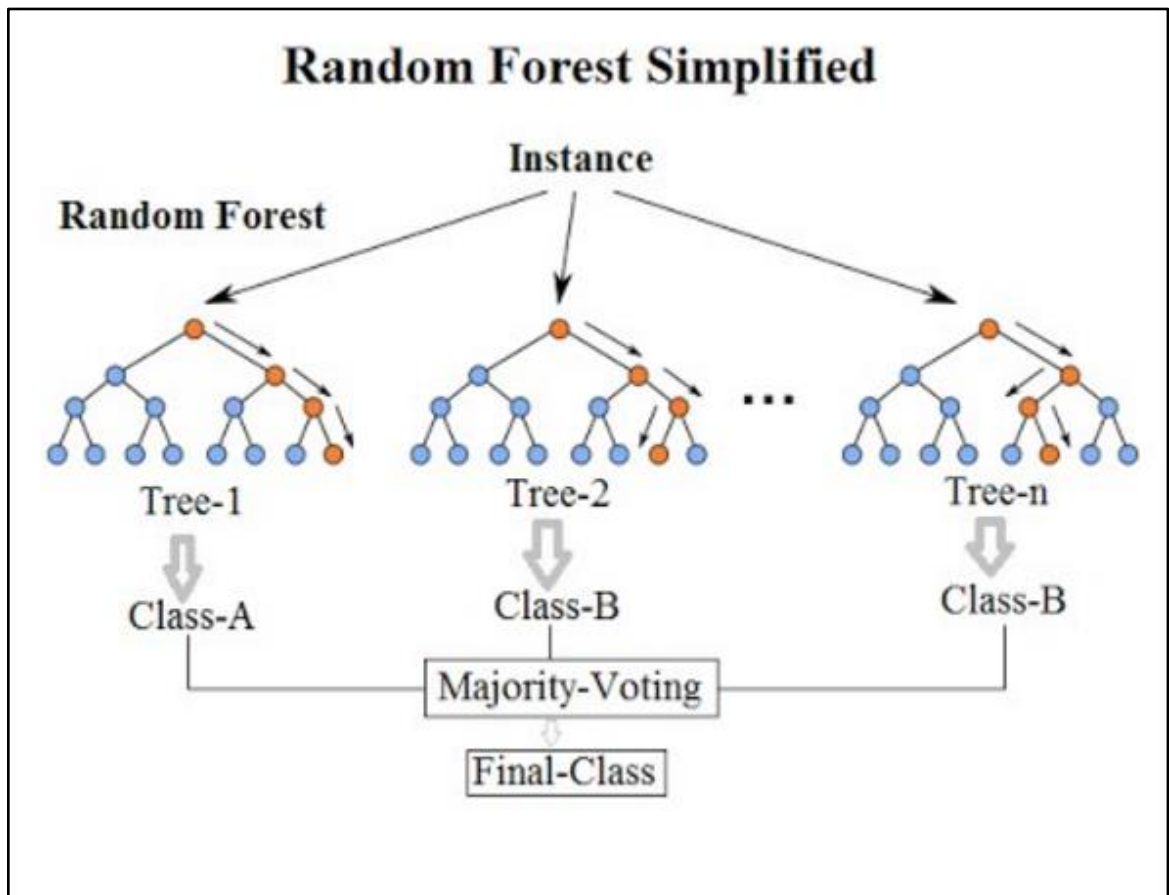 Random Forest Simplified
Instance
Random Forest
...
Tree-1
Tree-2
Tree-n
Class-A
Class-B
Class-B
Majority-Voting
Final-Class